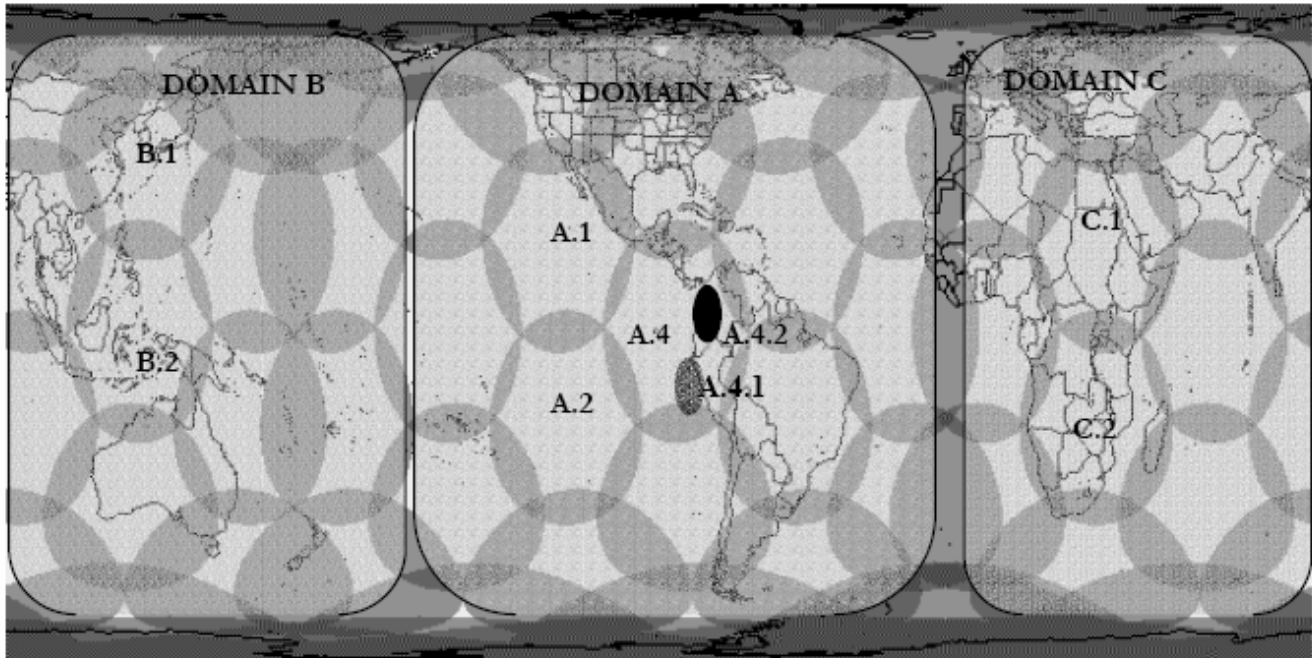 DOMAIN B
DOMAIN A
DOMAIN C
B.1
A.1
C.1
A.4
A.4.2
B.2
A.4.1
A.2
C.2